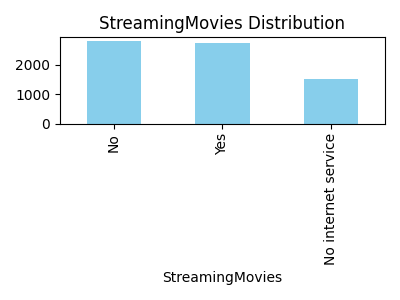 StreamingMovies Distribution
2000
1000
0
No
Yes
No internet service
StreamingMovies